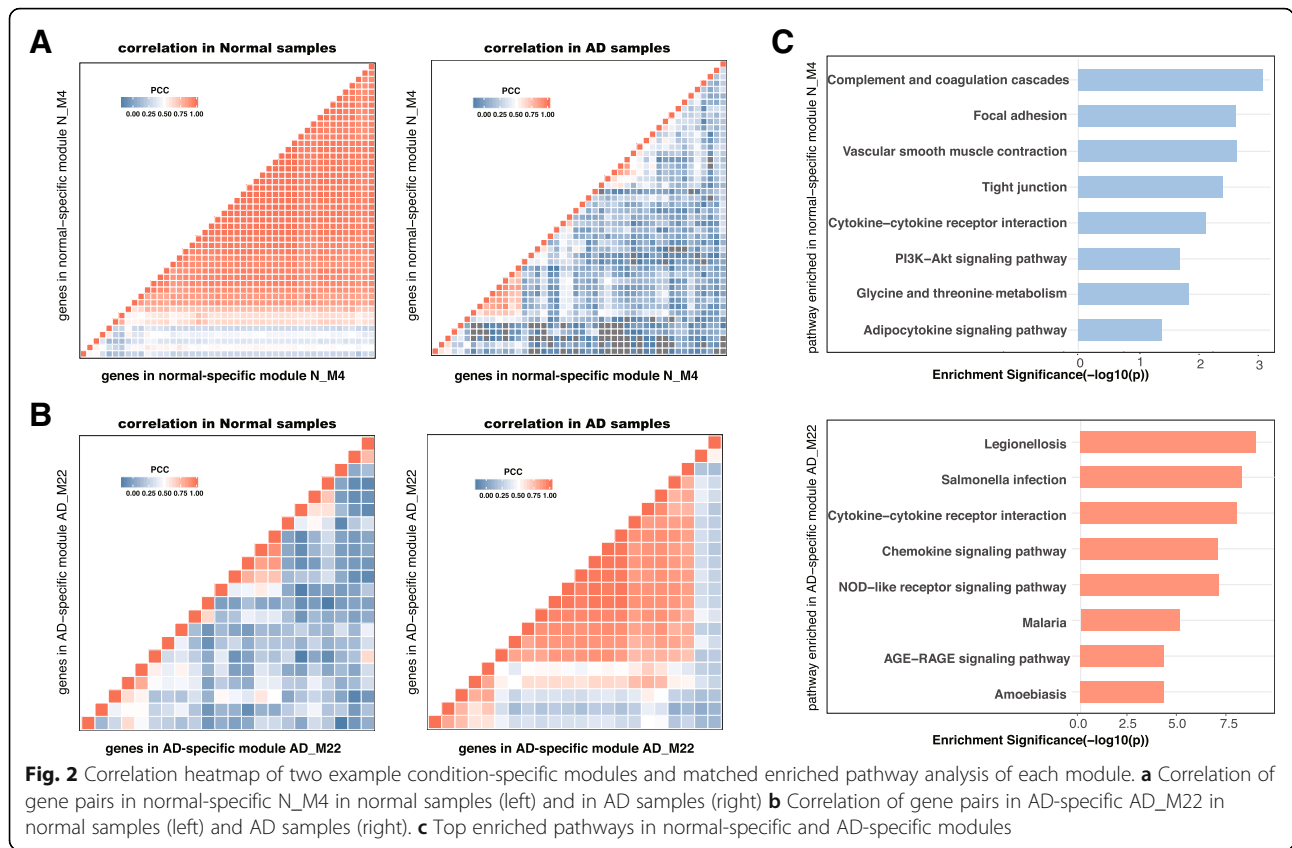 A
correlation in Normal samples
PCC
0.00 0.25 0.50 0.75 1.00
genes in normal–specific module N_M4
genes in normal-specific module N_M4
correlation in AD samples
PCC
0.00 0.25 0.50 0.75 1.00
genes in normal–specific module N_M4
genes in normal-specific module N_M4
B
correlation in Normal samples
PCC
0.00 0.25 0.50 0.75 1.00
genes in AD–specific module AD_M22
genes in AD-specific module AD_M22
correlation in AD samples
PCC
0.00 0.25 0.50 0.75 1.00
genes in AD–specific module AD_M22
genes in AD-specific module AD_M22
C
pathway enriched in normal–specific module N_M4
Complement and coagulation cascades
Focal adhesion
Vascular smooth muscle contraction
Tight junction
Cytokine–cytokine receptor interaction
PI3K–Akt signaling pathway
Glycine and threonine metabolism
Adipocytokine signaling pathway
0 1 2 3
Enrichment Significance(−log10(p))
pathway enriched in AD–specific module AD_M22
Legionellosis
Salmonella infection
Cytokine–cytokine receptor interaction
Chemokine signaling pathway
NOD–like receptor signaling pathway
Malaria
AGE–RAGE signaling pathway
Amoebiasis
0.0 2.5 5.0 7.5
Enrichment Significance(−log10(p))
Fig. 2 Correlation heatmap of two example condition-specific modules and matched enriched pathway analysis of each module. a Correlation of
gene pairs in normal-specific N_M4 in normal samples (left) and in AD samples (right) b Correlation of gene pairs in AD-specific AD_M22 in
normal samples (left) and AD samples (right). c Top enriched pathways in normal-specific and AD-specific modules